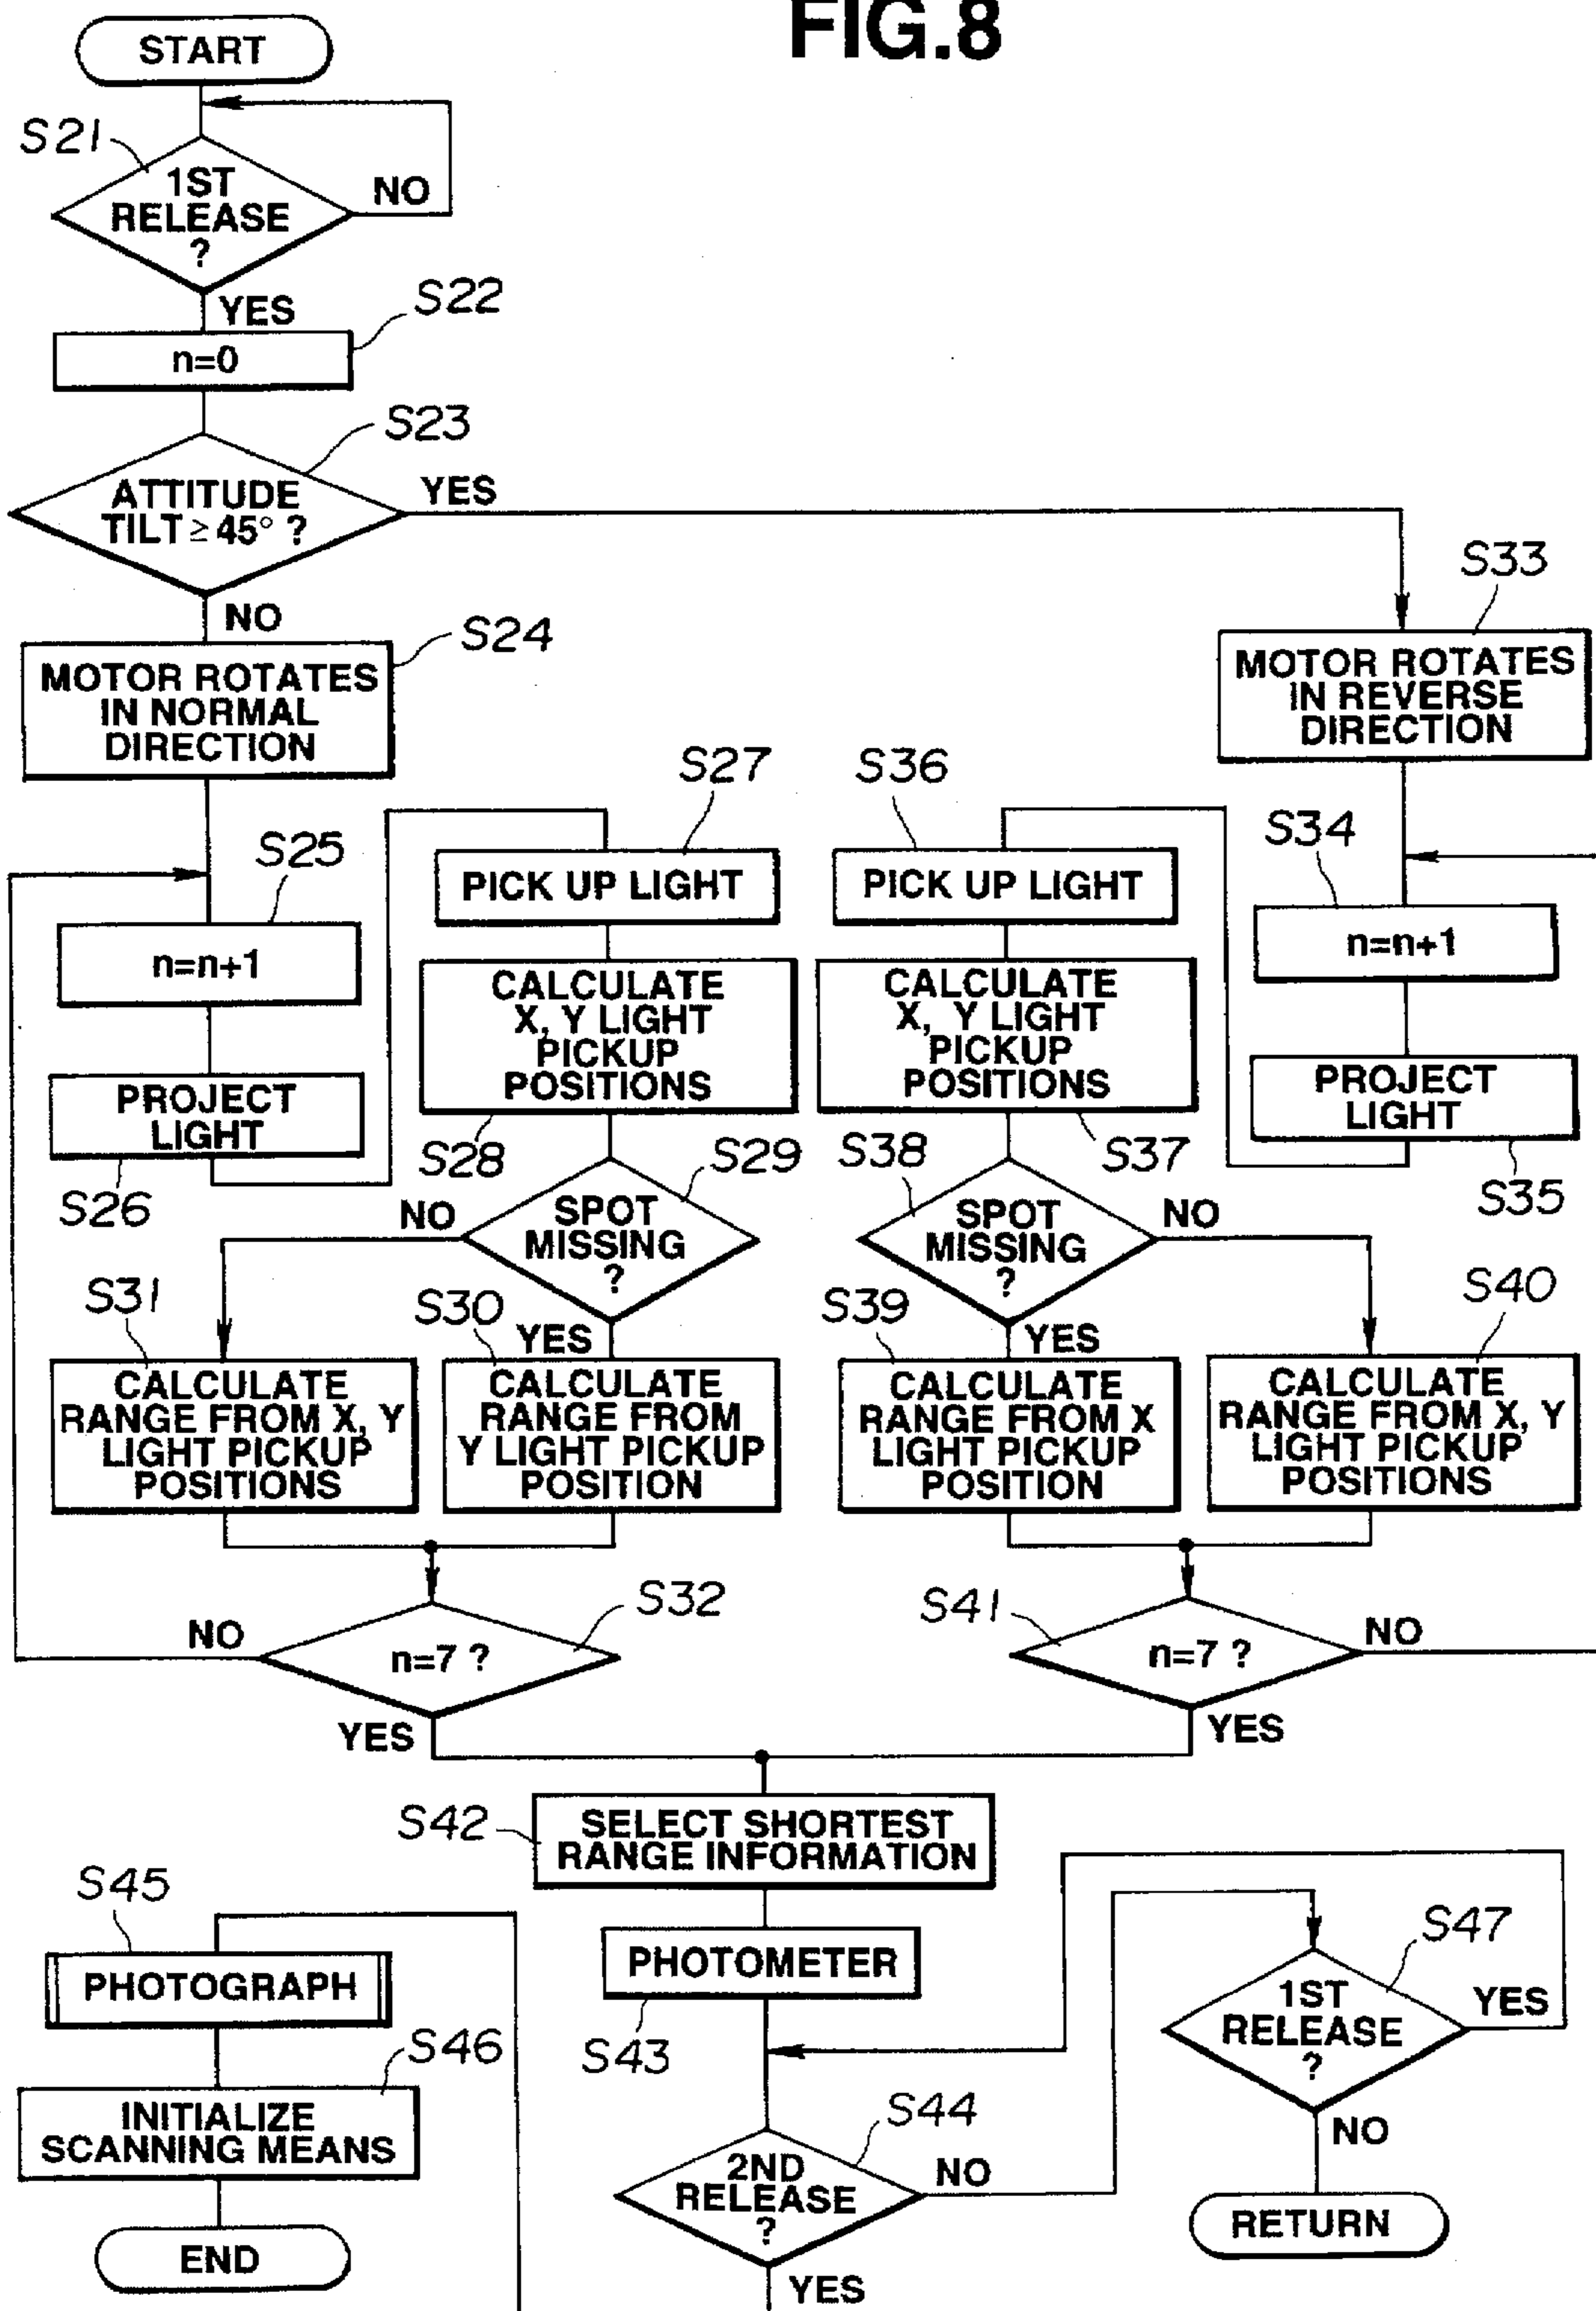 FIG.8
START
S21
1ST
RELEASE
?
NO
YES
S22
n=0
S23
ATTITUDE
TILT ≥ 45° ?
YES
NO
S24
MOTOR ROTATES
IN NORMAL
DIRECTION
S33
MOTOR ROTATES
IN REVERSE
DIRECTION
S25
n=n+1
PROJECT
LIGHT
S26
S27
PICK UP LIGHT
CALCULATE
X, Y LIGHT
PICKUP
POSITIONS
S28
S29
SPOT
MISSING
?
NO
YES
S31
CALCULATE
RANGE FROM X, Y
LIGHT PICKUP
POSITIONS
S30
CALCULATE
RANGE FROM
Y LIGHT PICKUP
POSITION
S32
n=7 ?
NO
YES
S34
n=n+1
PROJECT
LIGHT
S35
S36
PICK UP LIGHT
CALCULATE
X, Y LIGHT
PICKUP
POSITIONS
S37
S38
SPOT
MISSING
?
NO
YES
S39
CALCULATE
RANGE FROM X
LIGHT PICKUP
POSITION
S40
CALCULATE
RANGE FROM X, Y
LIGHT PICKUP
POSITIONS
S41
n=7 ?
NO
YES
S42
SELECT SHORTEST
RANGE INFORMATION
PHOTOMETER
S43
S44
2ND
RELEASE
?
NO
YES
S47
1ST
RELEASE
?
YES
NO
RETURN
S45
PHOTOGRAPH
S46
INITIALIZE
SCANNING MEANS
END